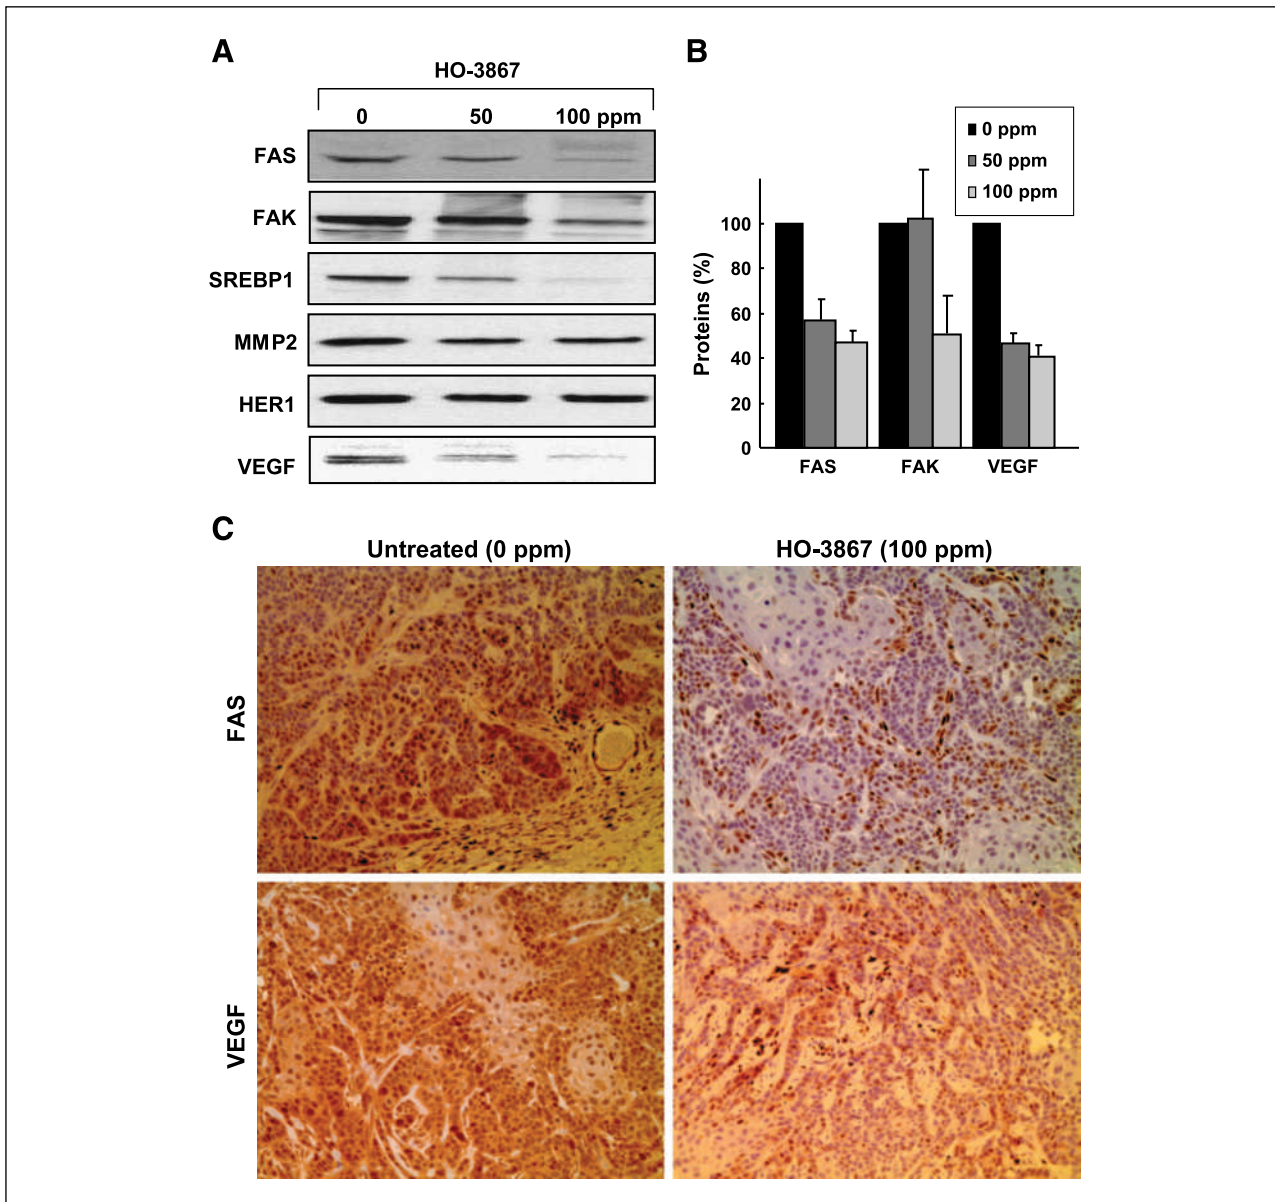 A
HO-3867
0 50 100 ppm
FAS
FAK
SREBP1
MMP2
HER1
VEGF
B
0 ppm
50 ppm
100 ppm
Proteins (%)
100
80
60
40
20
0
FAS FAK VEGF
C
Untreated (0 ppm) HO-3867 (100 ppm)
FAS
VEGF